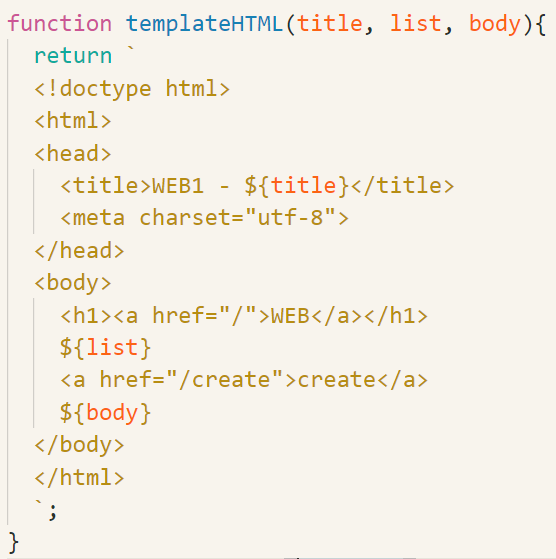 function templateHTML(title, list, body){
  return `
  <!doctype html>
  <html>
  <head>
    <title>WEB1 - ${title}</title>
    <meta charset="utf-8">
  </head>
  <body>
    <h1><a href="/">WEB</a></h1>
    ${list}
    <a href="/create">create</a>
    ${body}
  </body>
  </html>
  `;
}